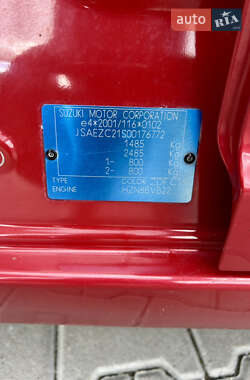 RIA
SUZUKI MOTOR CORPORATION
e4*2001/116*0102
JSAEZC21S00176772
1485 Kg
2485 Kg
1- 800 Kg
2- 800 Kg
TYPE COLOR
ENGINE